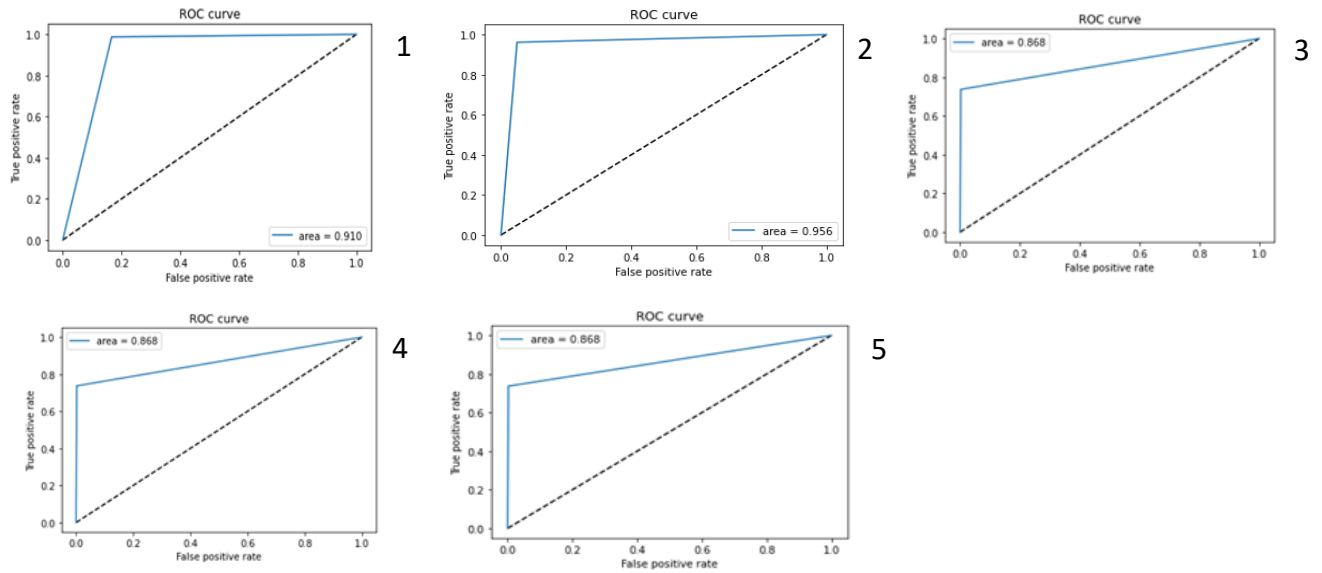 ROC curve
1
1.0
0.8
0.6
0.4
0.2
0.0
True positive rate
area = 0.910
0.0 0.2 0.4 0.6 0.8 1.0
False positive rate
ROC curve
2
1.0
0.8
0.6
0.4
0.2
0.0
True positive rate
area = 0.956
0.0 0.2 0.4 0.6 0.8 1.0
False positive rate
ROC curve
3
area = 0.868
1.0
0.8
0.6
0.4
0.2
0.0
True positive rate
0.0 0.2 0.4 0.6 0.8 1.0
False positive rate
ROC curve
4
area = 0.868
1.0
0.8
0.6
0.4
0.2
0.0
True positive rate
0.0 0.2 0.4 0.6 0.8 1.0
False positive rate
ROC curve
5
area = 0.868
1.0
0.8
0.6
0.4
0.2
0.0
True positive rate
0.0 0.2 0.4 0.6 0.8 1.0
False positive rate